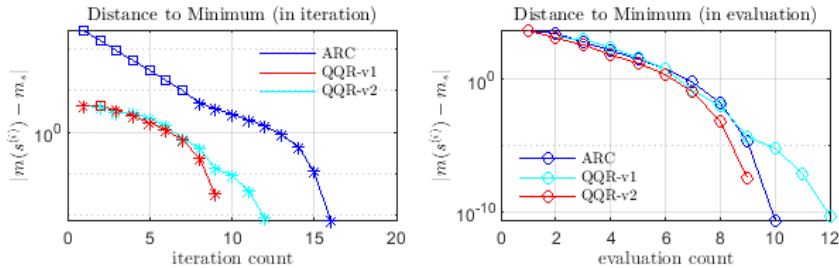 Distance to Minimum (in iteration)
|m(s^(i)) − m_s|
10^0
ARC
QQR-v1
QQR-v2
0 5 10 15 20
iteration count
Distance to Minimum (in evaluation)
|m(s^(i)) − m_s|
10^0
10^-10
ARC
QQR-v1
QQR-v2
0 2 4 6 8 10 12
evaluation count